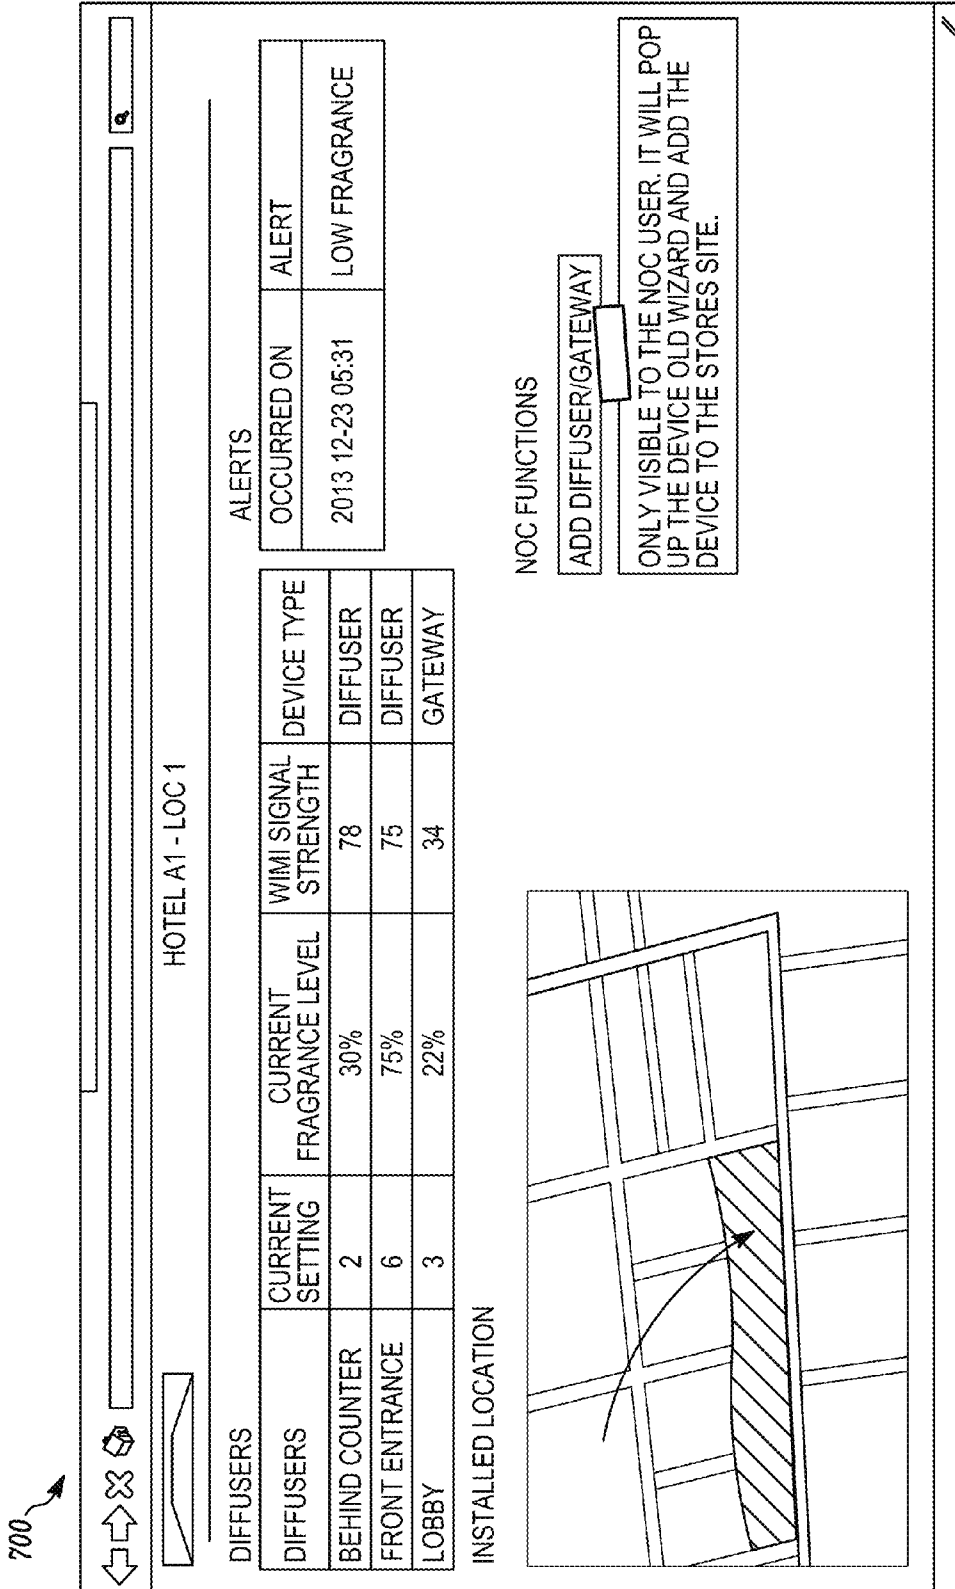 700
HOTEL A1 - LOC 1
DIFFUSERS
DIFFUSERS CURRENT SETTING CURRENT FRAGRANCE LEVEL WIMI SIGNAL STRENGTH DEVICE TYPE
BEHIND COUNTER 2 30% 78 DIFFUSER
FRONT ENTRANCE 6 75% 75 DIFFUSER
LOBBY 3 22% 34 GATEWAY
ALERTS
OCCURRED ON ALERT
2013 12-23 05:31 LOW FRAGRANCE
INSTALLED LOCATION
NOC FUNCTIONS
ADD DIFFUSER/GATEWAY
ONLY VISIBLE TO THE NOC USER. IT WILL POP
UP THE DEVICE OLD WIZARD AND ADD THE
DEVICE TO THE STORES SITE.